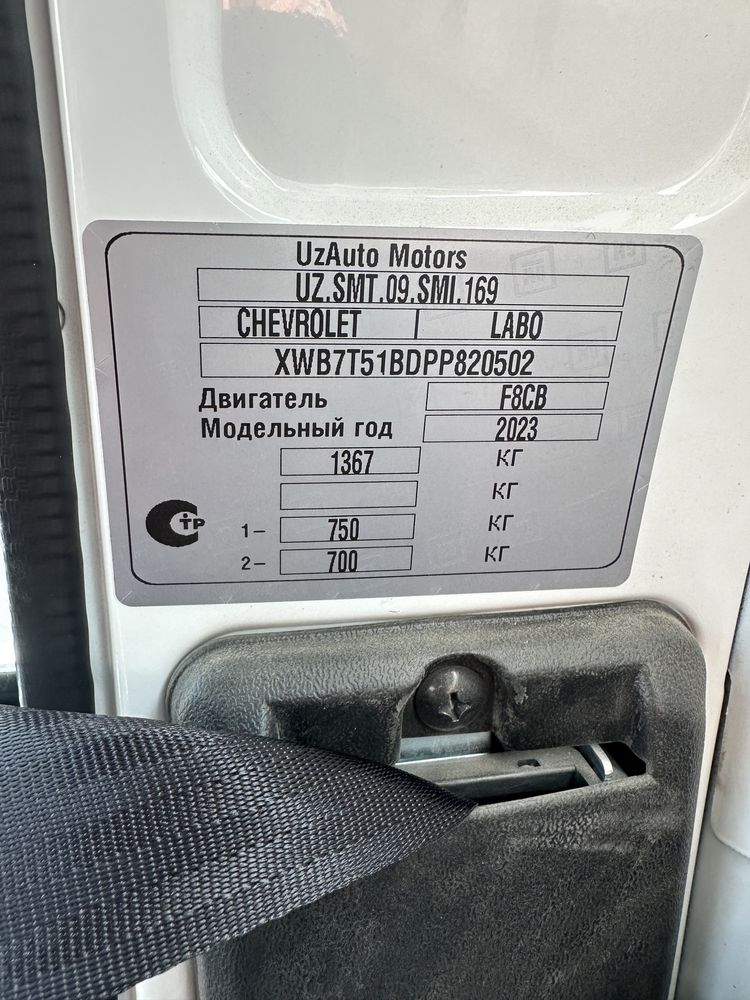 UzAuto Motors
UZ.SMT.09.SMI.169
CHEVROLET LABO
XWB7T51BDPP820502
Двигатель F8CB
Модельный год 2023
1367 КГ
КГ
1– 750 КГ
2– 700 КГ
СТР